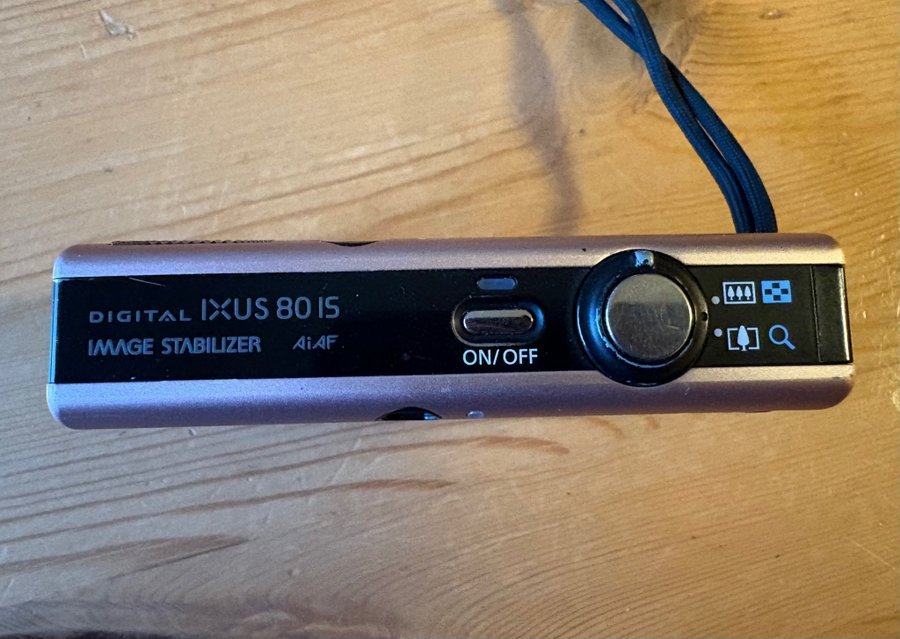 DIGITAL IXUS 80 IS
IMAGE STABILIZER AiAF
ON/OFF